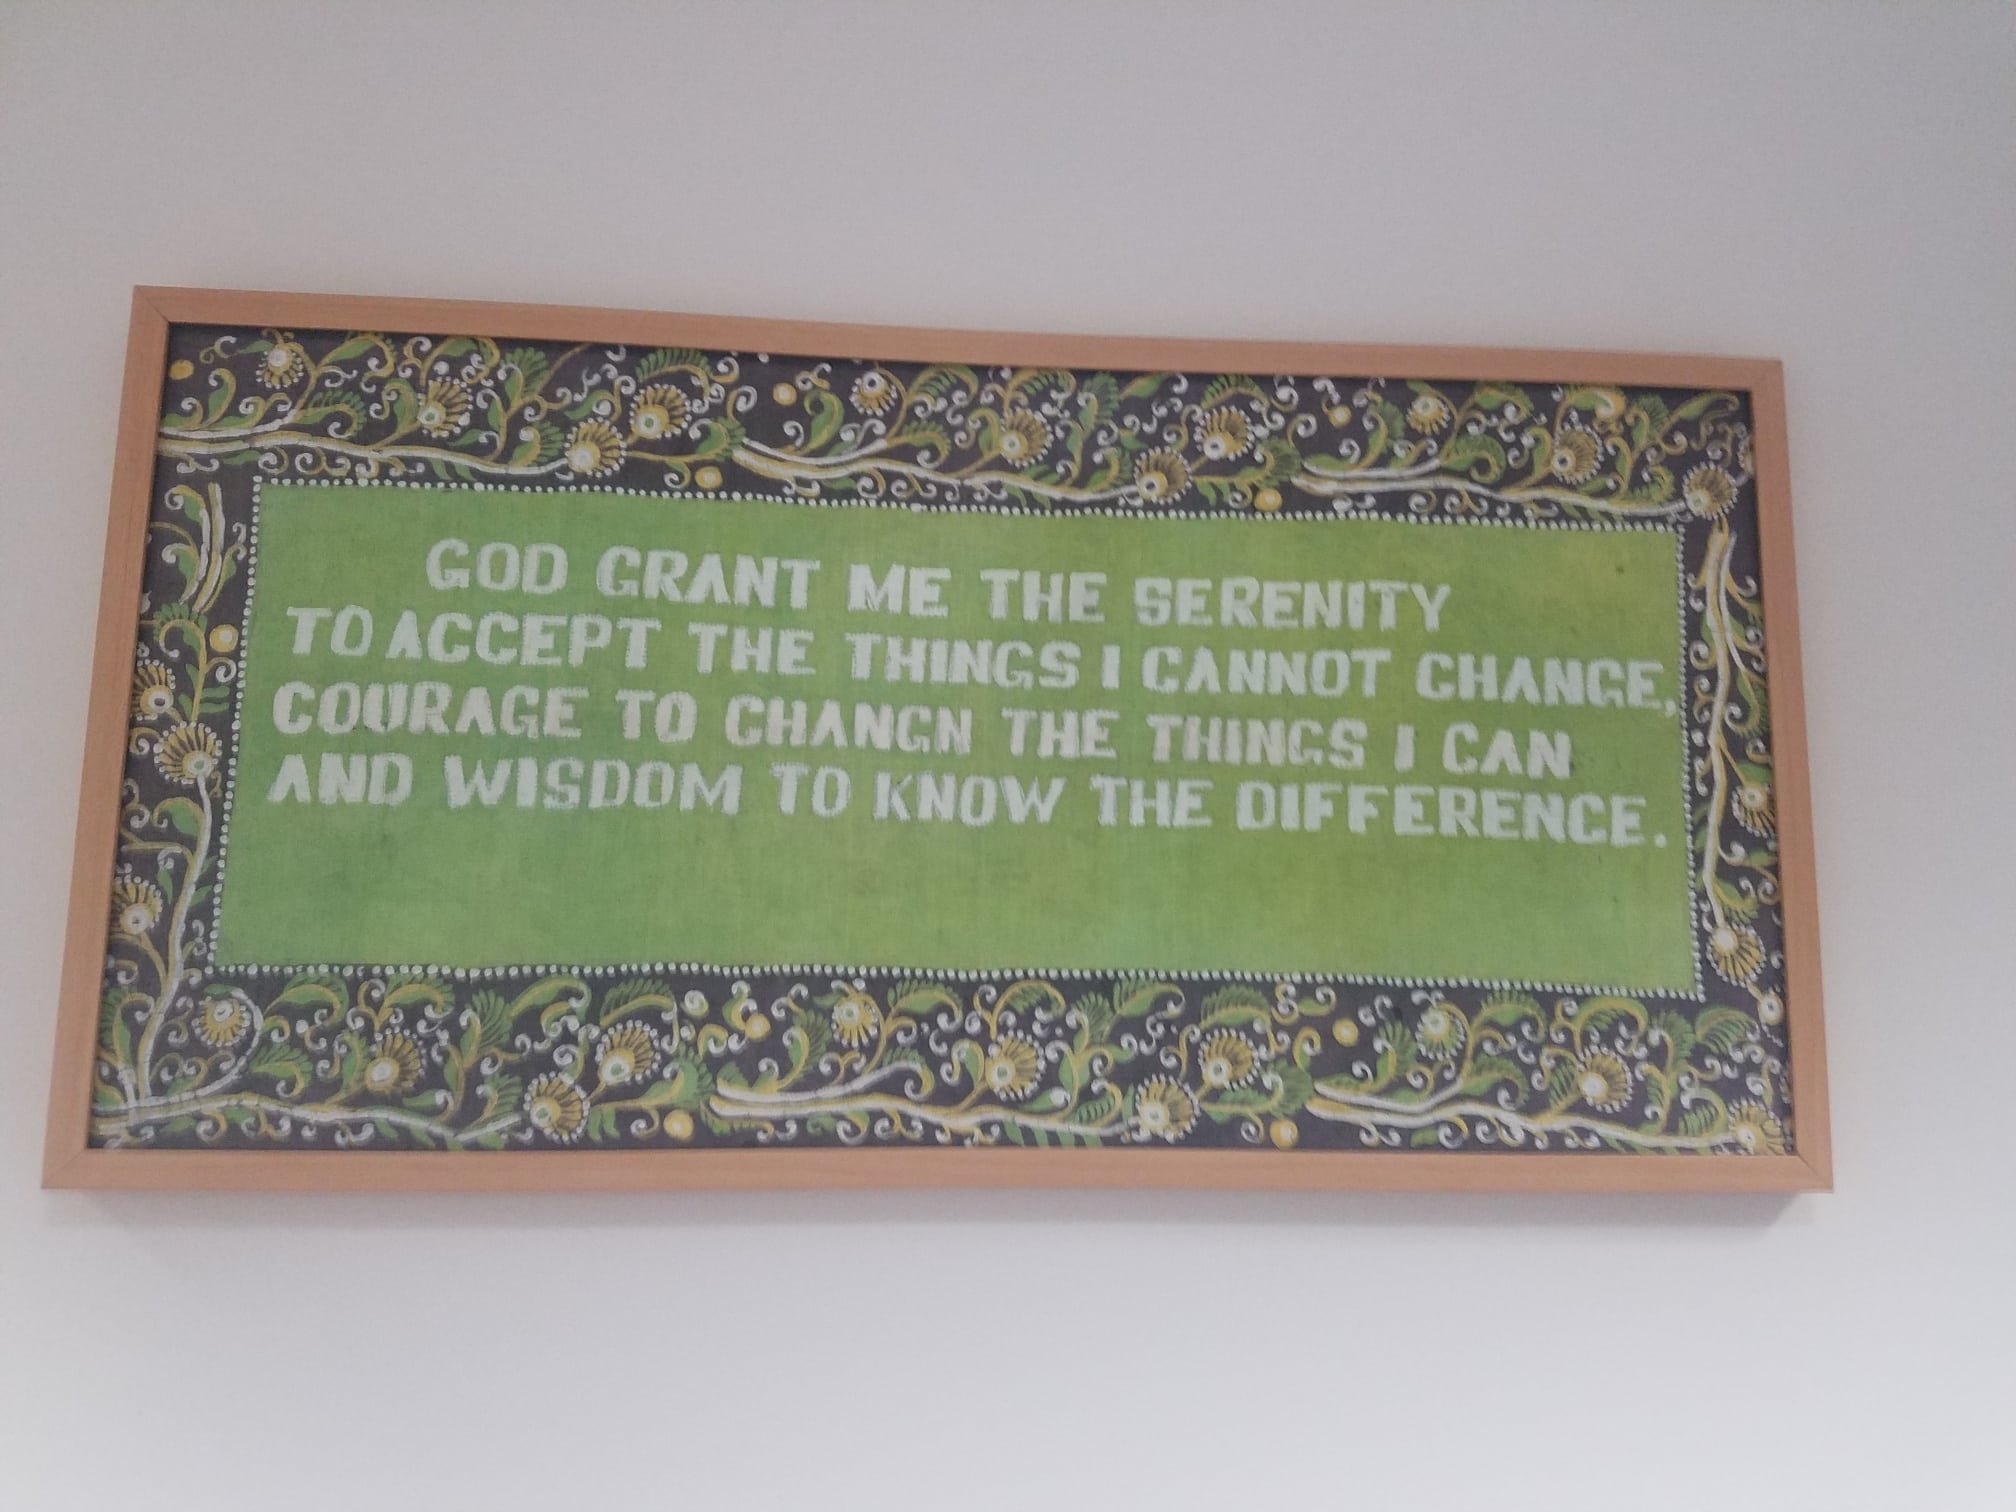 GOD GRANT ME THE SERENITY
TO ACCEPT THE THINGS I CANNOT CHANGE,
COURAGE TO CHANGN THE THINGS I CAN
AND WISDOM TO KNOW THE DIFFERENCE.